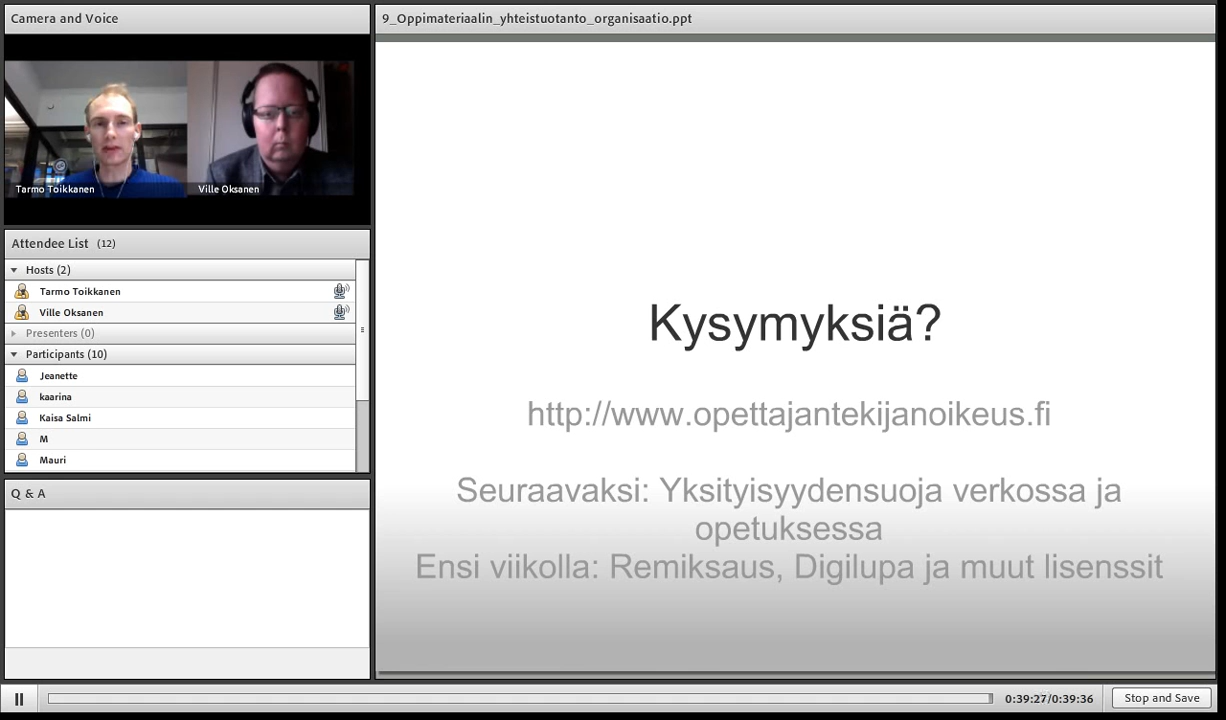 Camera and Voice
Tarmo Toikkanen
Ville Oksanen
Attendee List (12)
Hosts (2)
Tarmo Toikkanen
Ville Oksanen
Presenters (0)
Participants (10)
Jeanette
kaarina
Kaisa Salmi
M
Mauri
Q & A
9_Oppimateriaalin_yhteistuotanto_organisaatio.ppt
Kysymyksiä?
http://www.opettajantekijanoikeus.fi
Seuraavaksi: Yksityisyydensuoja verkossa ja
opetuksessa
Ensi viikolla: Remiksaus, Digilupa ja muut lisenssit
0:39:27/0:39:36
Stop and Save